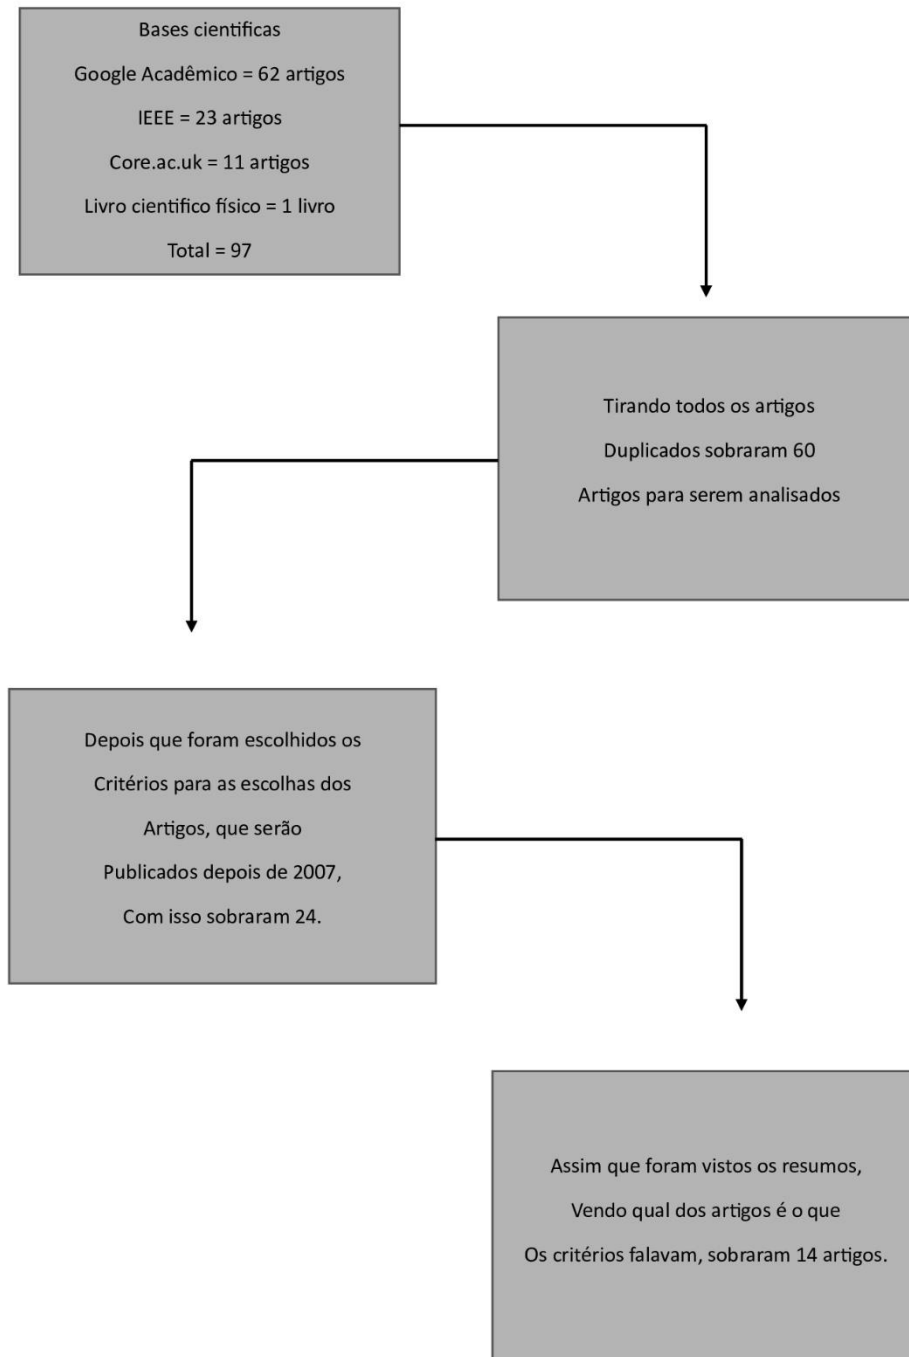 Bases cientificas
Google Acadêmico = 62 artigos
IEEE = 23 artigos
Core.ac.uk = 11 artigos
Livro cientifico físico = 1 livro
Total = 97
Tirando todos os artigos
Duplicados sobraram 60
Artigos para serem analisados
Depois que foram escolhidos os
Critérios para as escolhas dos
Artigos, que serão
Publicados depois de 2007,
Com isso sobraram 24.
Assim que foram vistos os resumos,
Vendo qual dos artigos é o que
Os critérios falavam, sobraram 14 artigos.